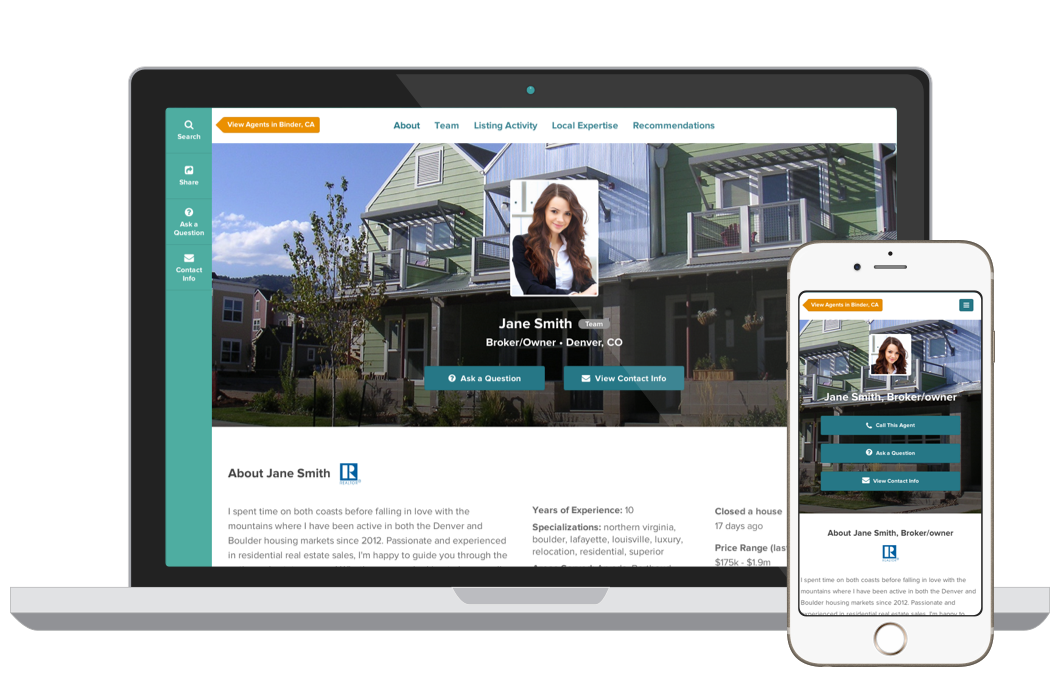 Search
Share
Ask a
Question
Contact
Info
View Agents in Binder, CA
About Team Listing Activity Local Expertise Recommendations
Jane Smith Team
Broker/Owner • Denver, CO
Ask a Question View Contact Info
About Jane Smith R
REALTOR®
I spent time on both coasts before falling in love with the
mountains where I have been active in both the Denver and
Boulder housing markets since 2012. Passionate and experienced
in residential real estate sales, I'm happy to guide you through the
Years of Experience: 10
Specializations: northern virginia,
boulder, lafayette, louisville, luxury,
relocation, residential, superior
Closed a house
17 days ago
Price Range (las
$175k - $1.9m
View Agents in Binder, CA
Jane Smith, Broker/owner
Call This Agent
Ask a Question
View Contact Info
About Jane Smith, Broker/owner
R
REALTOR®
I spent time on both coasts before falling in love with the
mountains where I have been active in both the Denver and
Boulder housing markets since 2012. Passionate and
experienced in residential real estate sales, I'm happy to